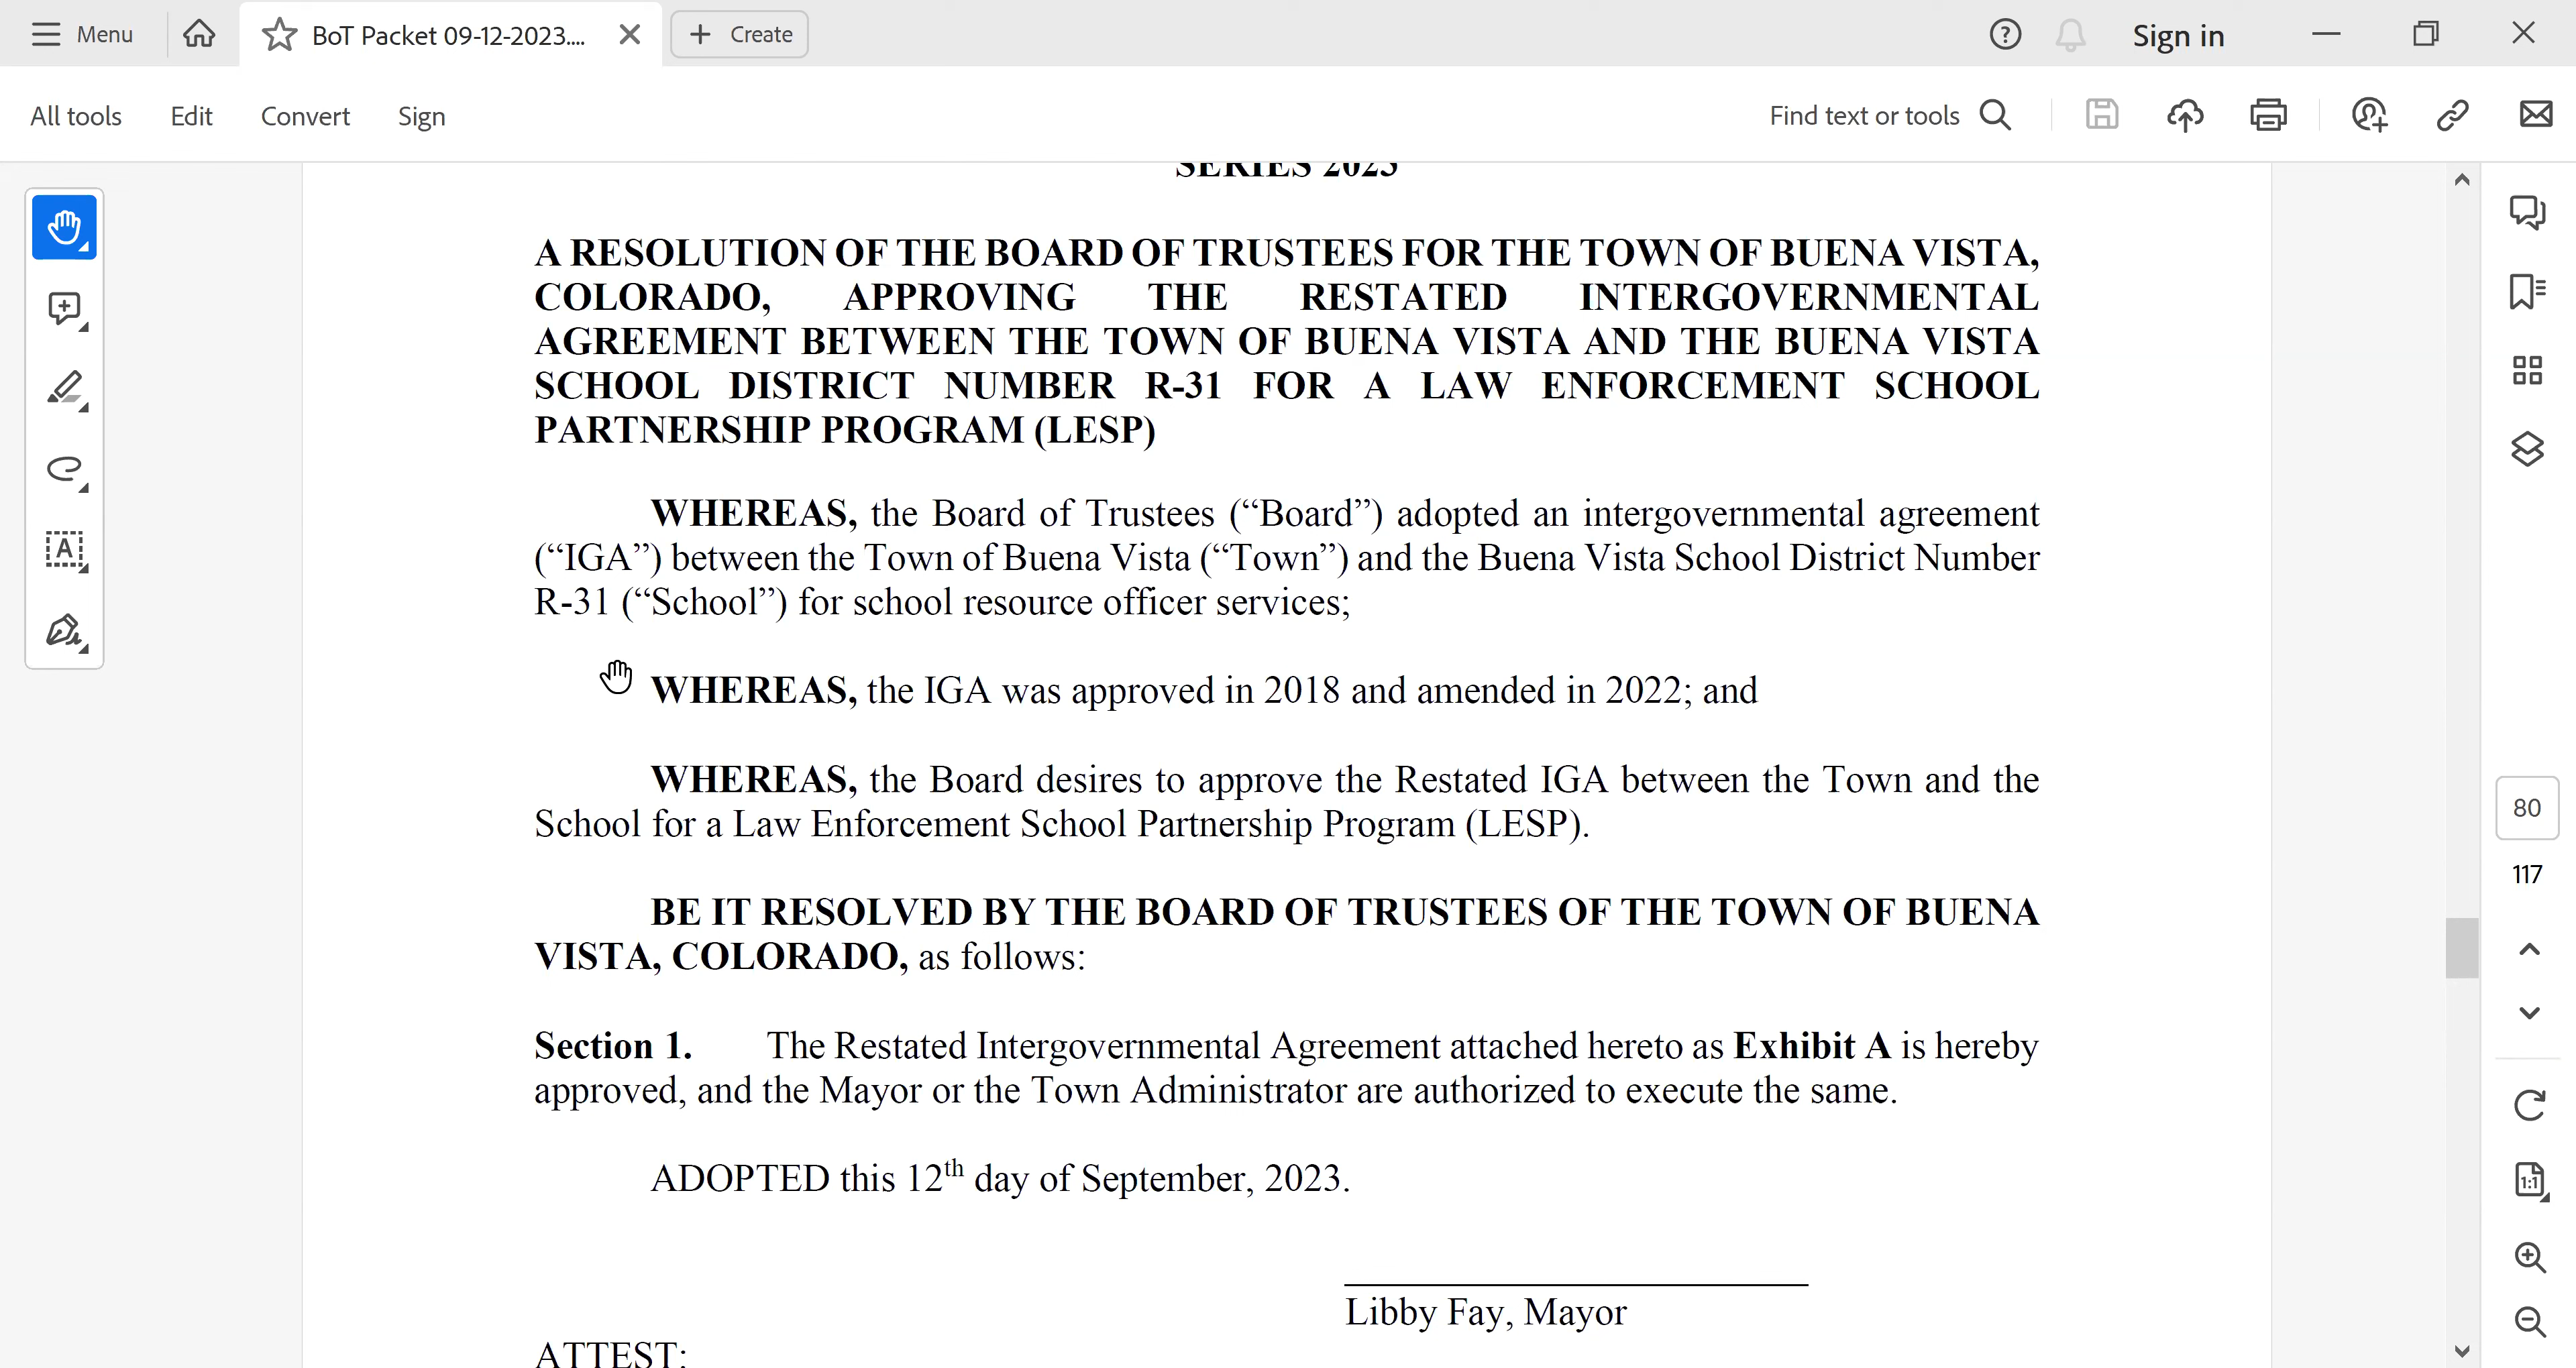 Menu
BoT Packet 09-12-2023....
Create
Sign in
All tools
Edit
Convert
Sign
Find text or tools
SERIES 2023
A RESOLUTION OF THE BOARD OF TRUSTEES FOR THE TOWN OF BUENA VISTA,
COLORADO, APPROVING THE RESTATED INTERGOVERNMENTAL
AGREEMENT BETWEEN THE TOWN OF BUENA VISTA AND THE BUENA VISTA
SCHOOL DISTRICT NUMBER R-31 FOR A LAW ENFORCEMENT SCHOOL
PARTNERSHIP PROGRAM (LESP)
WHEREAS, the Board of Trustees (“Board”) adopted an intergovernmental agreement
(“IGA”) between the Town of Buena Vista (“Town”) and the Buena Vista School District Number
R-31 (“School”) for school resource officer services;
WHEREAS, the IGA was approved in 2018 and amended in 2022; and
WHEREAS, the Board desires to approve the Restated IGA between the Town and the
School for a Law Enforcement School Partnership Program (LESP).
BE IT RESOLVED BY THE BOARD OF TRUSTEES OF THE TOWN OF BUENA
VISTA, COLORADO, as follows:
Section 1. The Restated Intergovernmental Agreement attached hereto as Exhibit A is hereby
approved, and the Mayor or the Town Administrator are authorized to execute the same.
ADOPTED this 12th day of September, 2023.
Libby Fay, Mayor
ATTEST:
80
117
1:1